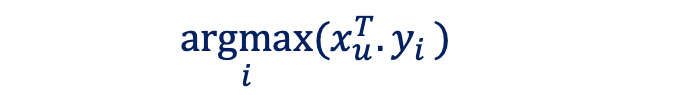 argmax(x_u^T . y_i)
i